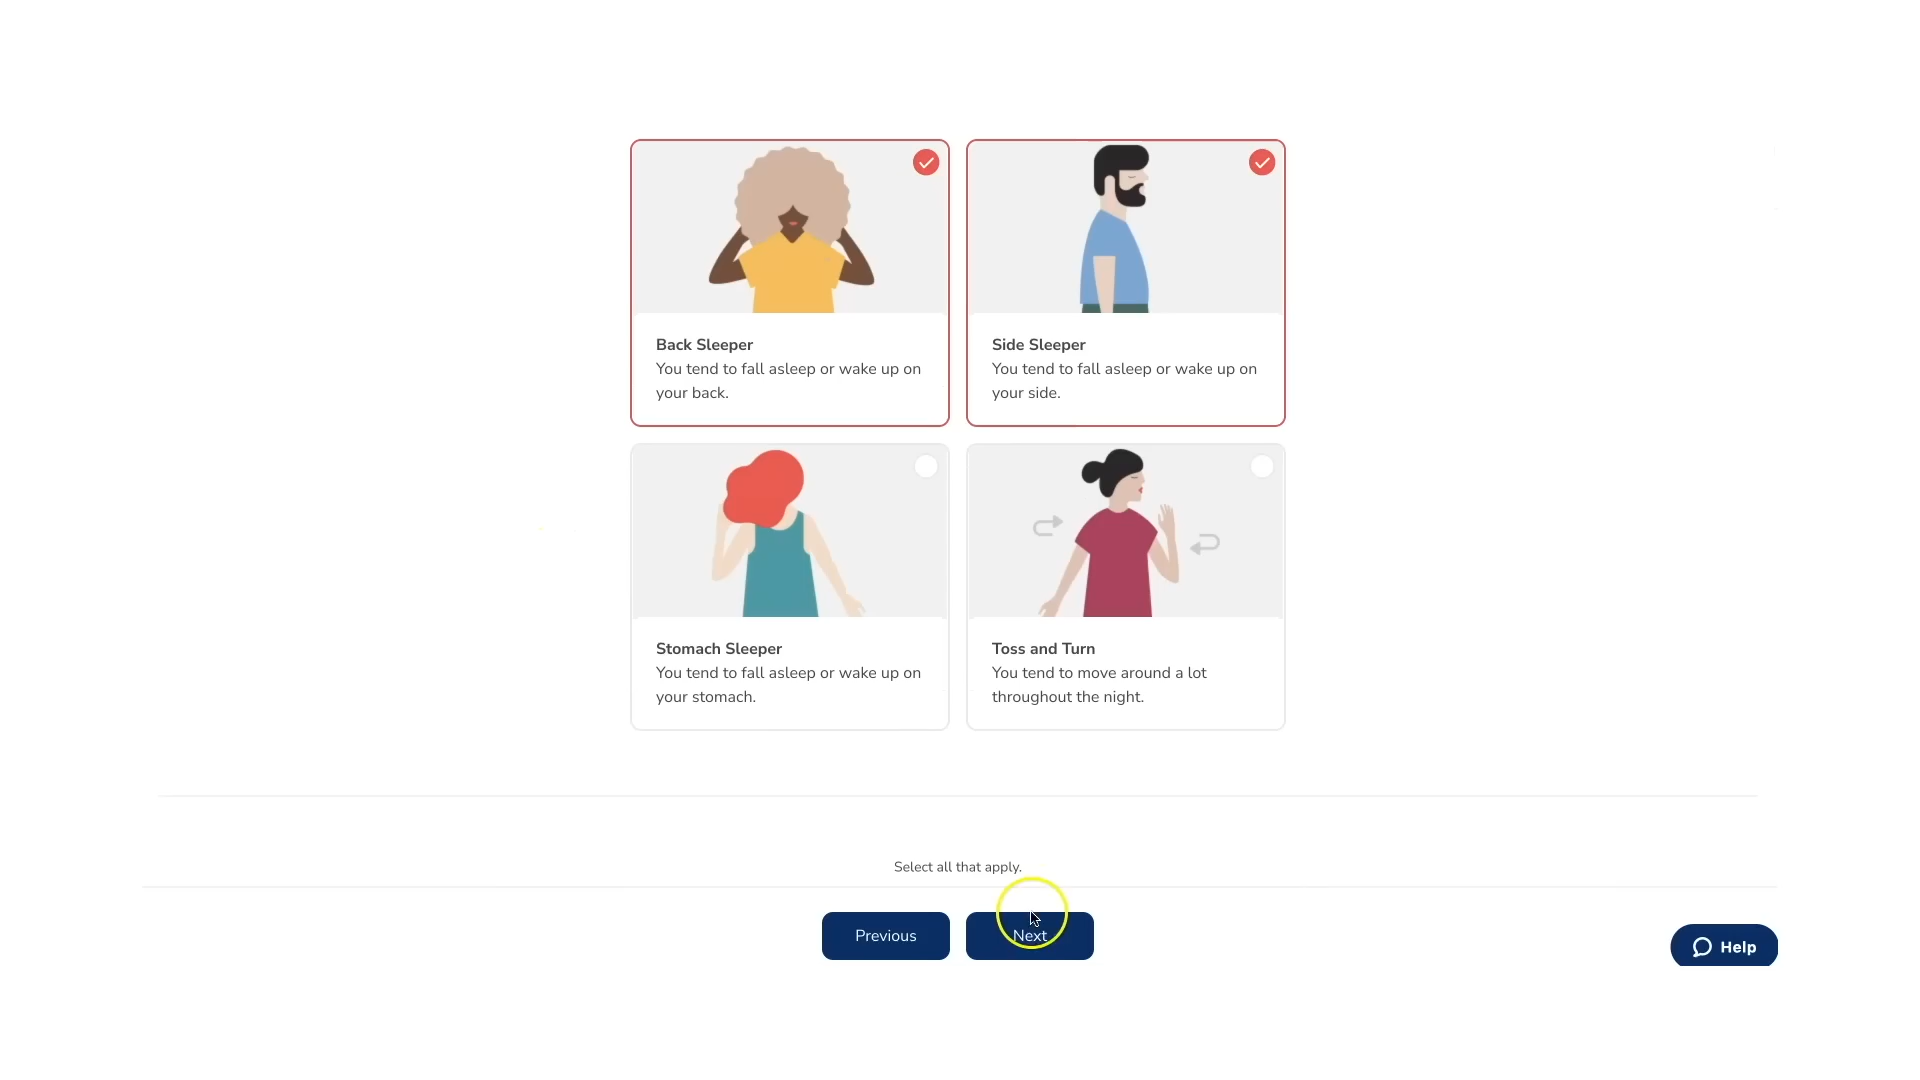 Back Sleeper
You tend to fall asleep or wake up on
your back.
Side Sleeper
You tend to fall asleep or wake up on
your side.
Stomach Sleeper
You tend to fall asleep or wake up on
your stomach.
Toss and Turn
You tend to move around a lot
throughout the night.
Select all that apply.
Previous
Next
Help